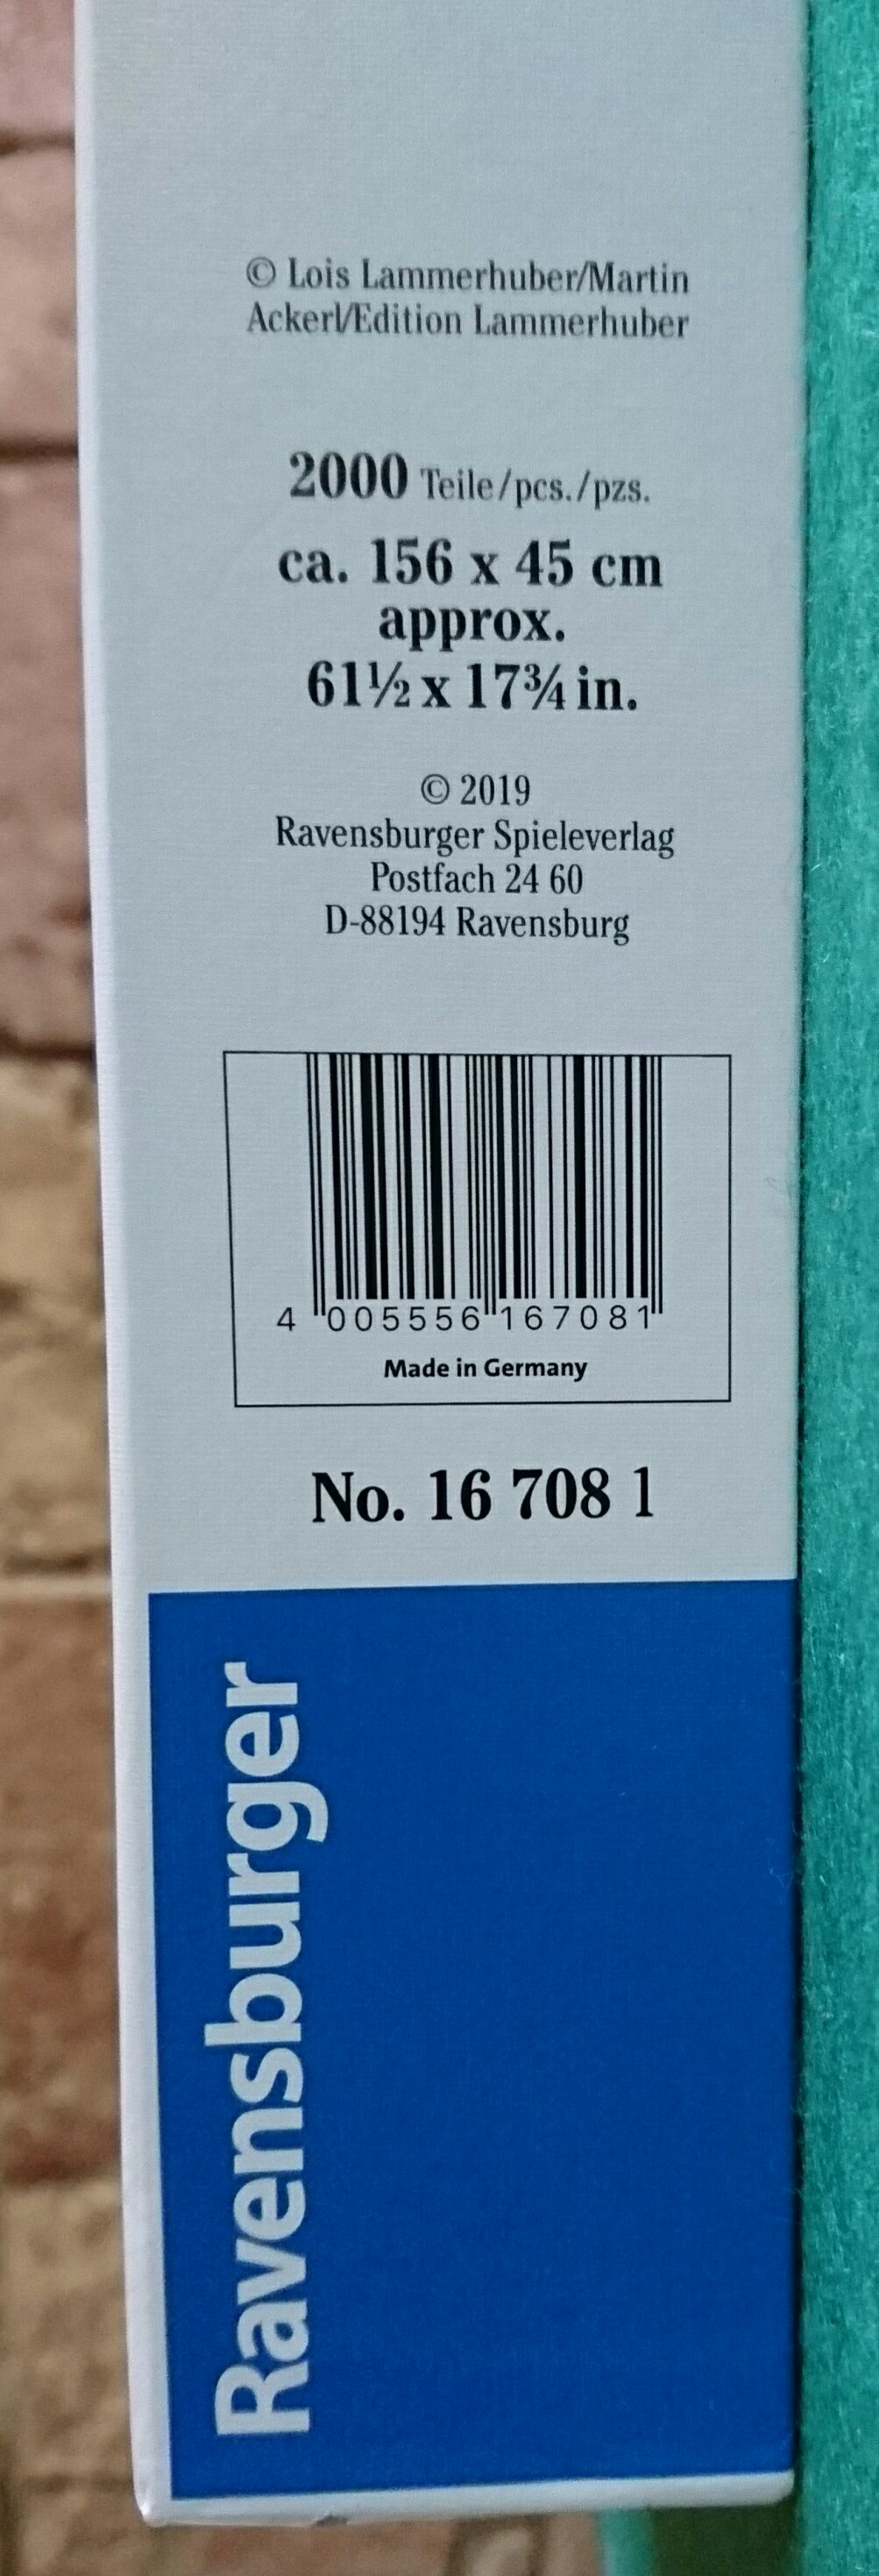 © Lois Lammerhuber/Martin
Ackerl/Edition Lammerhuber
2000 Teile/pcs./pzs.
ca. 156 x 45 cm
approx.
61½ x 17¾ in.
© 2019
Ravensburger Spieleverlag
Postfach 24 60
D-88194 Ravensburg
4 005556 167081
Made in Germany
No. 16 708 1
Ravensburger